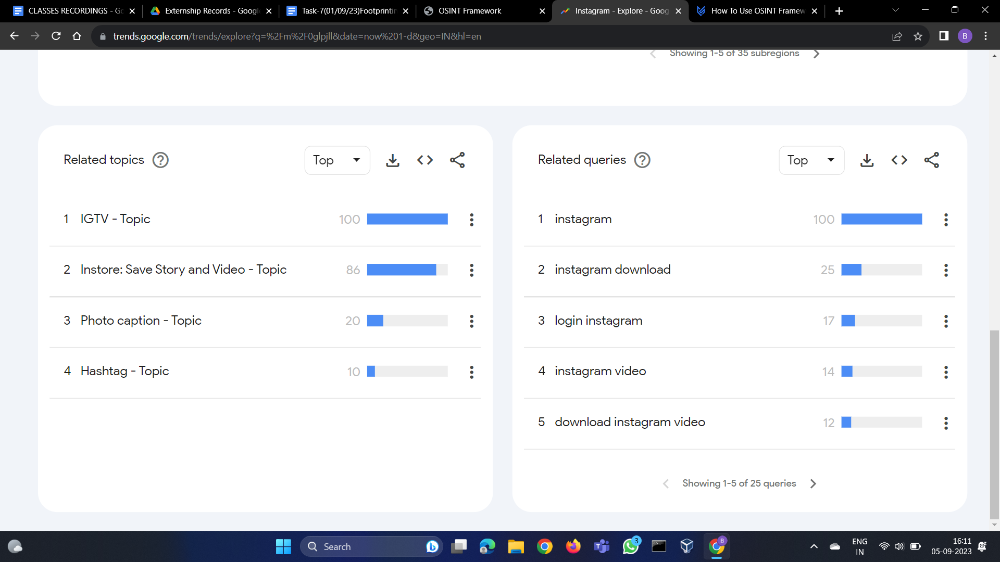 CLASSES RECORDINGS - Go
Externship Records - Google
Task-7(01/09/23)Footprintin
OSINT Framework
Instagram - Explore - Goog
How To Use OSINT Framew
trends.google.com/trends/explore?q=%2Fm%2F0glpjll&date=now%201-d&geo=IN&hl=en
B
Showing 1-5 of 35 subregions
Related topics
Top
1 IGTV - Topic 100
2 Instore: Save Story and Video - Topic 86
3 Photo caption - Topic 20
4 Hashtag - Topic 10
Related queries
Top
1 instagram 100
2 instagram download 25
3 login instagram 17
4 instagram video 14
5 download instagram video 12
Showing 1-5 of 25 queries
Search
3
B
ENG
IN
16:11
05-09-2023